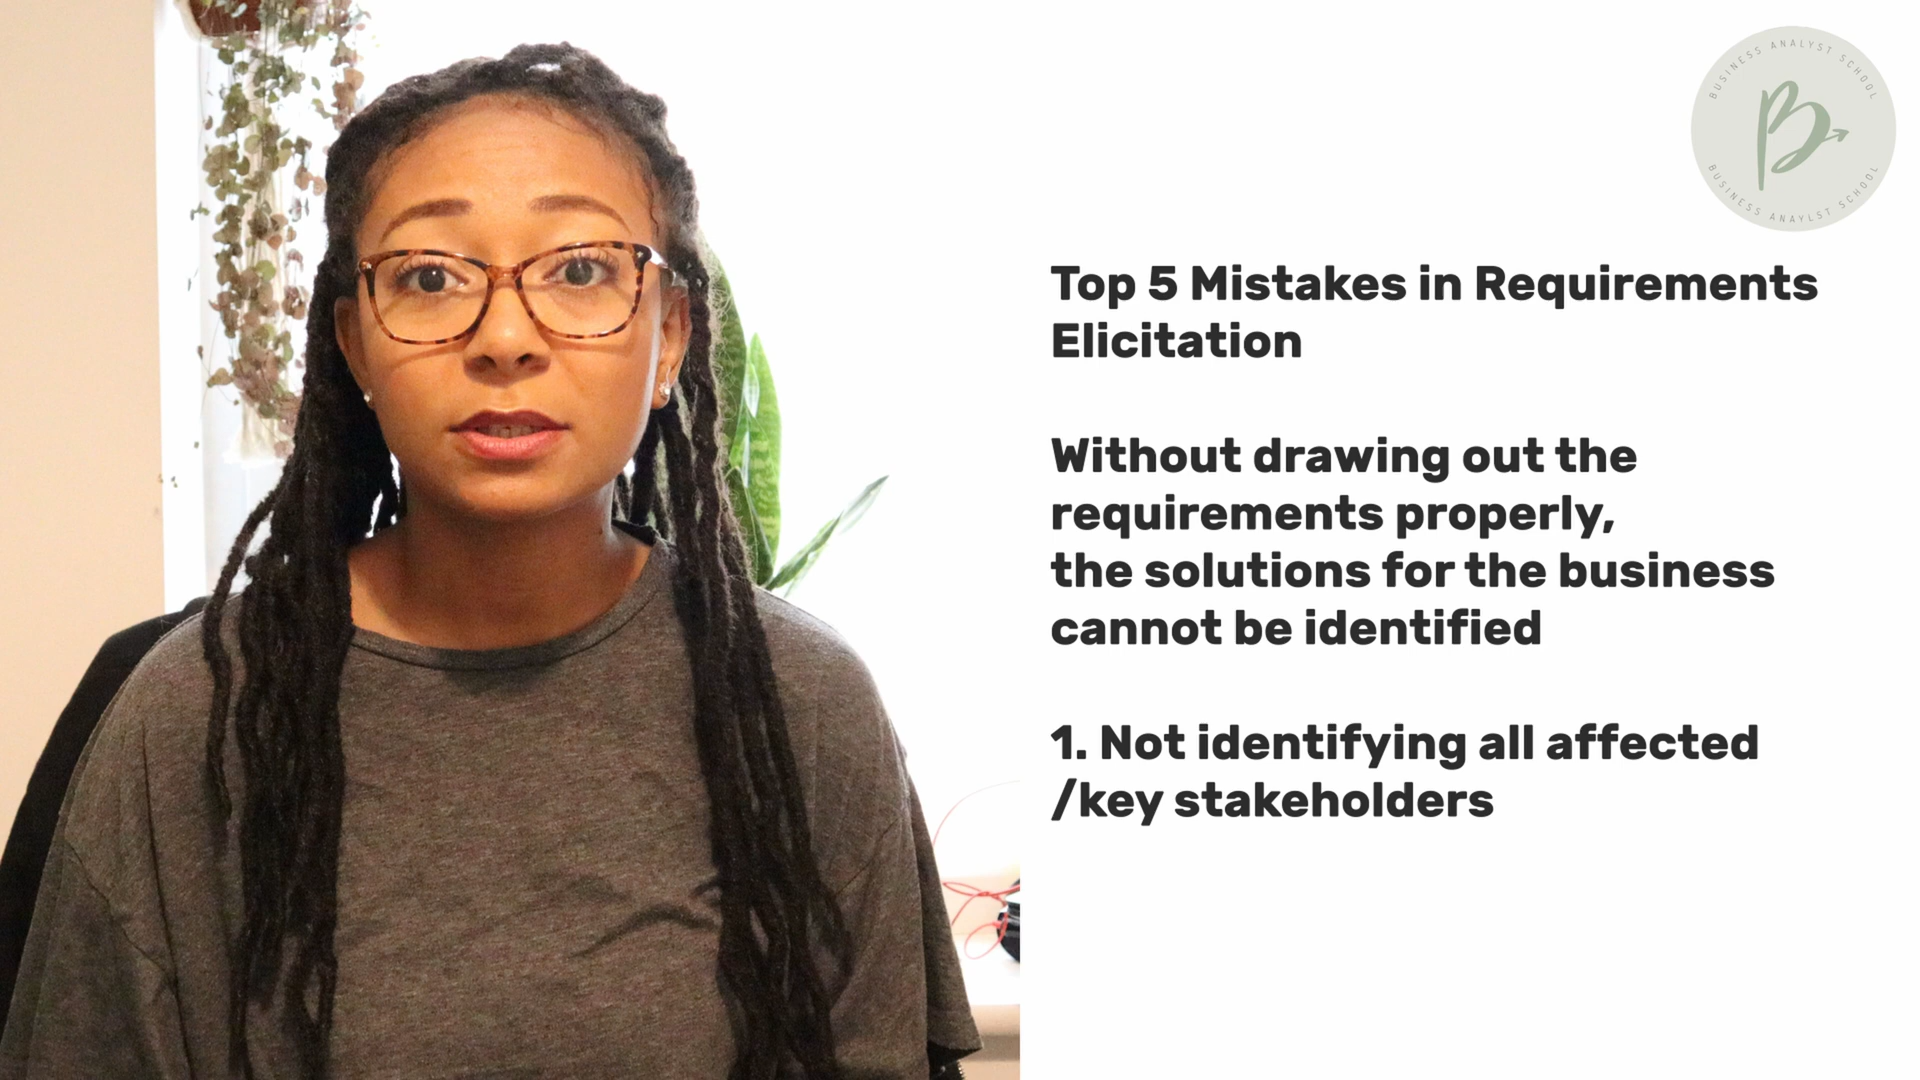 BUSINESS ANALYST SCHOOL
B
BUSINESS ANAYLST SCHOOL
Top 5 Mistakes in Requirements
Elicitation
Without drawing out the
requirements properly,
the solutions for the business
cannot be identified
1. Not identifying all affected
/key stakeholders